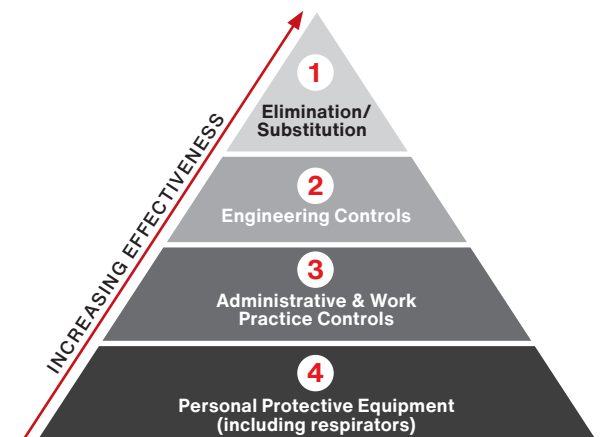 1
Elimination/
Substitution
INCREASING EFFECTIVENESS
2
Engineering Controls
3
Administrative & Work
Practice Controls
4
Personal Protective Equipment
(including respirators)